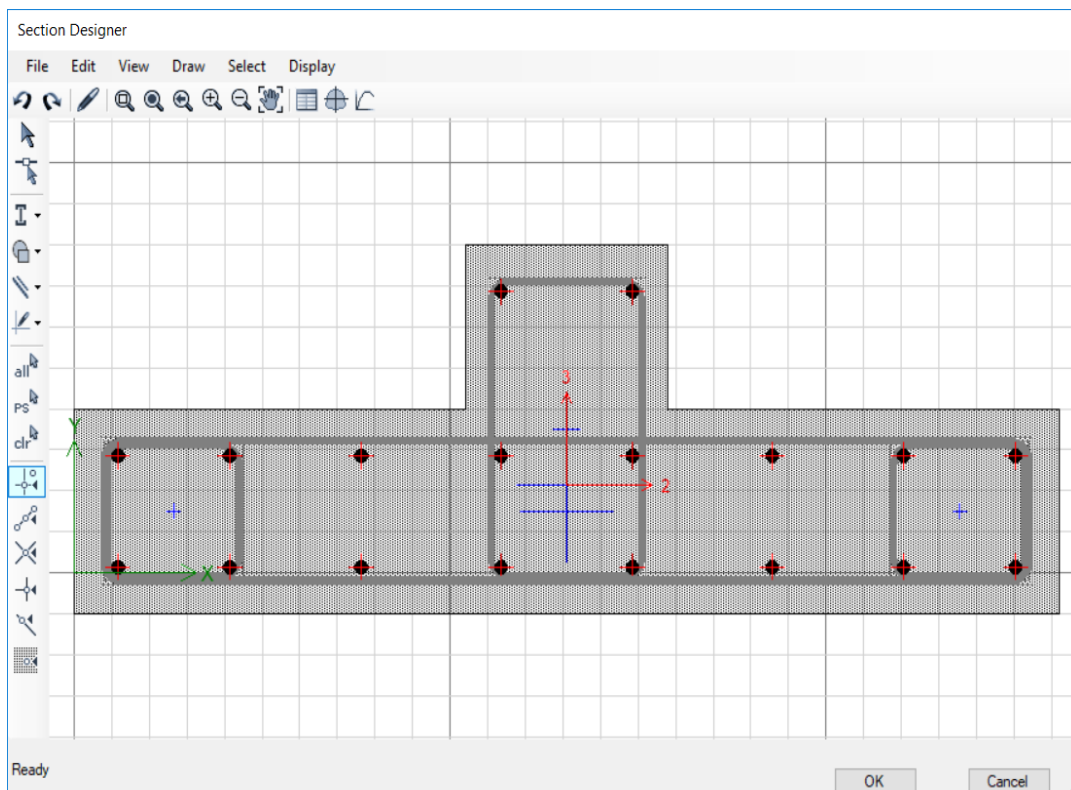 Section Designer
File Edit View Draw Select Display
all
PS
clr
3
2
Y
X
Ready
OK Cancel